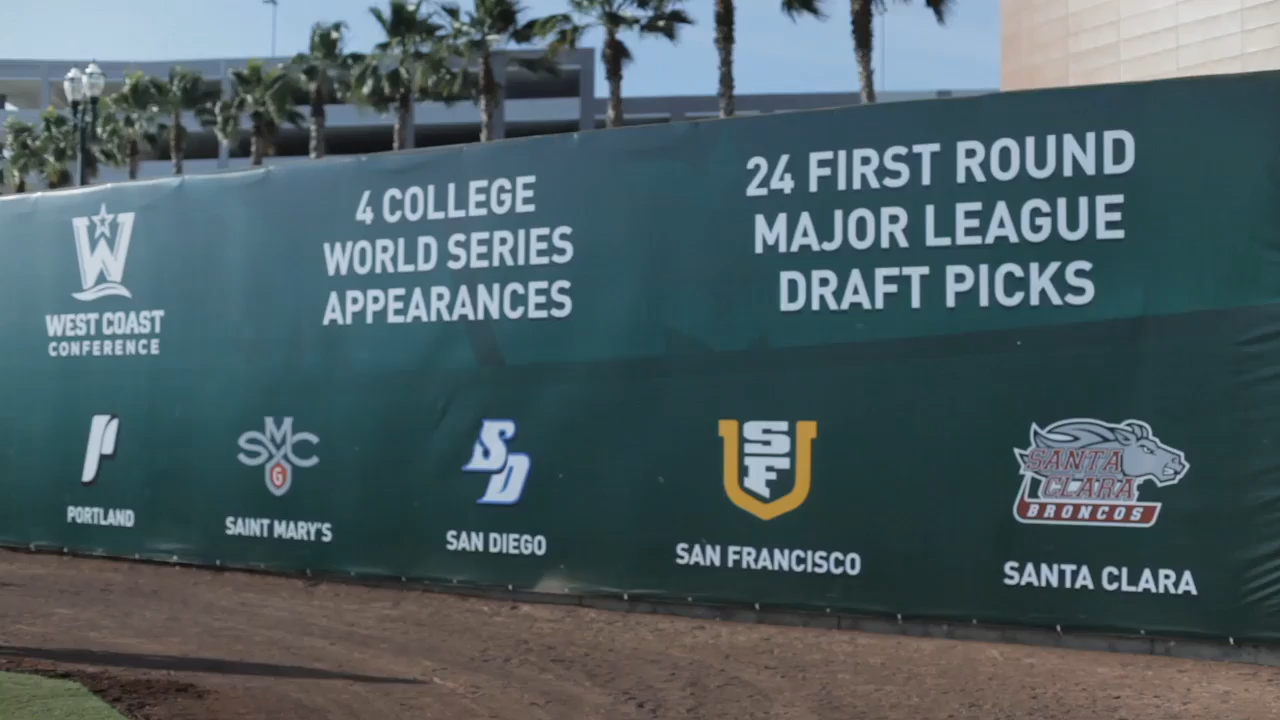 4 COLLEGE
WORLD SERIES
APPEARANCES
24 FIRST ROUND
MAJOR LEAGUE
DRAFT PICKS
W
WEST COAST
CONFERENCE
P
PORTLAND
SMC
G
SAINT MARY'S
SD
SAN DIEGO
USF
SAN FRANCISCO
SANTA
CLARA
BRONCOS
SANTA CLARA